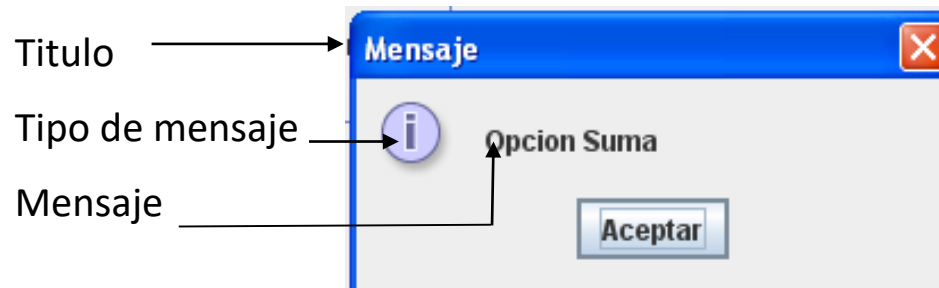 Titulo
Mensaje
Tipo de mensaje
i
Opcion Suma
Mensaje
Aceptar